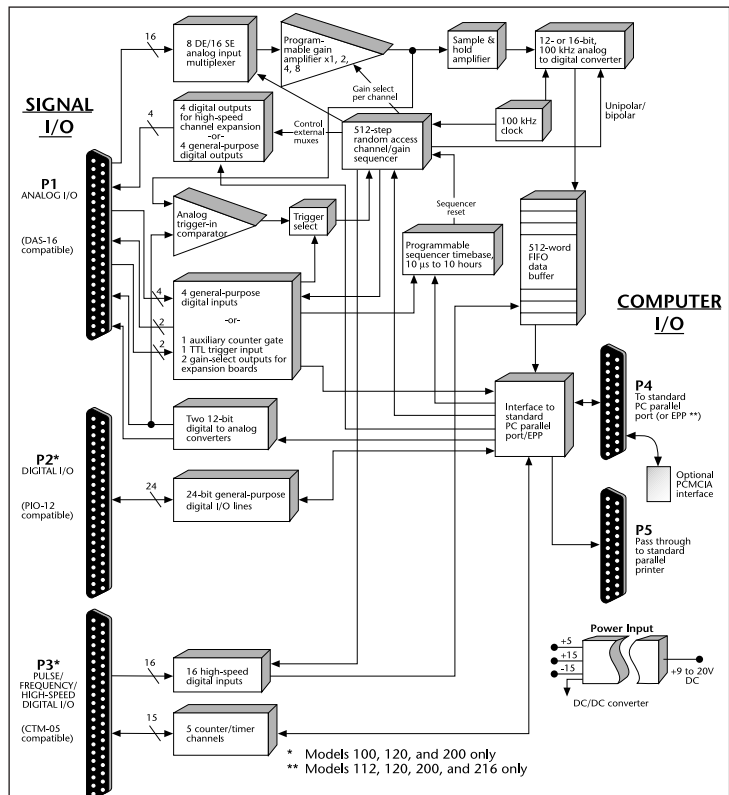 SIGNAL
I/O
P1
ANALOG I/O
(DAS-16
compatible)
P2*
DIGITAL I/O
(PIO-12
compatible)
P3*
PULSE/
FREQUENCY/
HIGH-SPEED
DIGITAL I/O
(CTM-05
compatible)
16
8 DE/16 SE
analog input
multiplexer
Program-
mable gain
amplifier x1, 2,
4, 8
Sample &
hold
amplifier
12- or 16-bit,
100 kHz analog
to digital converter
Gain select
per channel
4
4 digital outputs
for high-speed
channel expansion
-or-
4 general-purpose
digital outputs
Control
external
muxes
512-step
random access
channel/gain
sequencer
100 kHz
clock
Unipolar/
bipolar
Analog
trigger-in
comparator
Trigger
select
Sequencer
reset
Programmable
sequencer timebase,
10 µs to 10 hours
512-word
FIFO
data
buffer
4
2
2
4 general-purpose
digital inputs
-or-
1 auxiliary counter gate
1 TTL trigger input
2 gain-select outputs for
expansion boards
Two 12-bit
digital to analog
converters
Interface to
standard
PC parallel
port/EPP
24
24-bit general-purpose
digital I/O lines
16
16 high-speed
digital inputs
15
5 counter/timer
channels
COMPUTER
I/O
P4
To standard
PC parallel
port (or EPP **)
Optional
PCMCIA
interface
P5
Pass through
to standard
parallel
printer
Power Input
+5
+15
-15
+9 to 20V
DC
DC/DC converter
* Models 100, 120, and 200 only
** Models 112, 120, 200, and 216 only